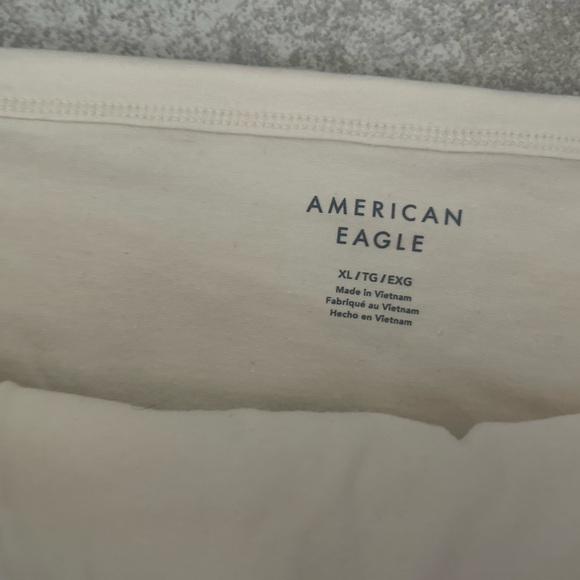 AMERICAN
EAGLE
XL / TG / EXG
Made in Vietnam
Fabriqué au Vietnam
Hecho en Vietnam